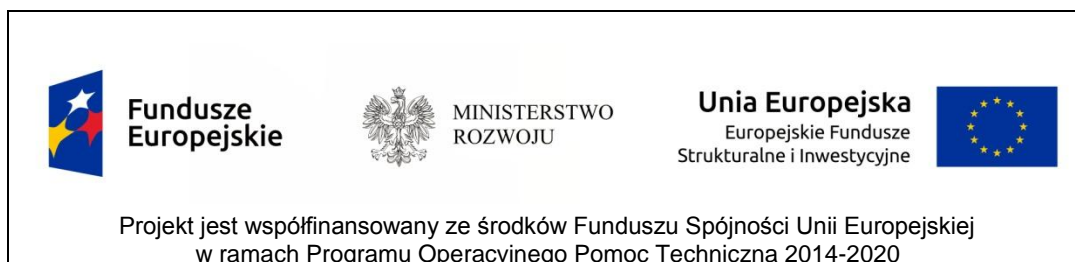 Fundusze
Europejskie
MINISTERSTWO
ROZWOJU
Unia Europejska
Europejskie Fundusze
Strukturalne i Inwestycyjne
Projekt jest współfinansowany ze środków Funduszu Spójności Unii Europejskiej
w ramach Programu Operacyjnego Pomoc Techniczna 2014-2020